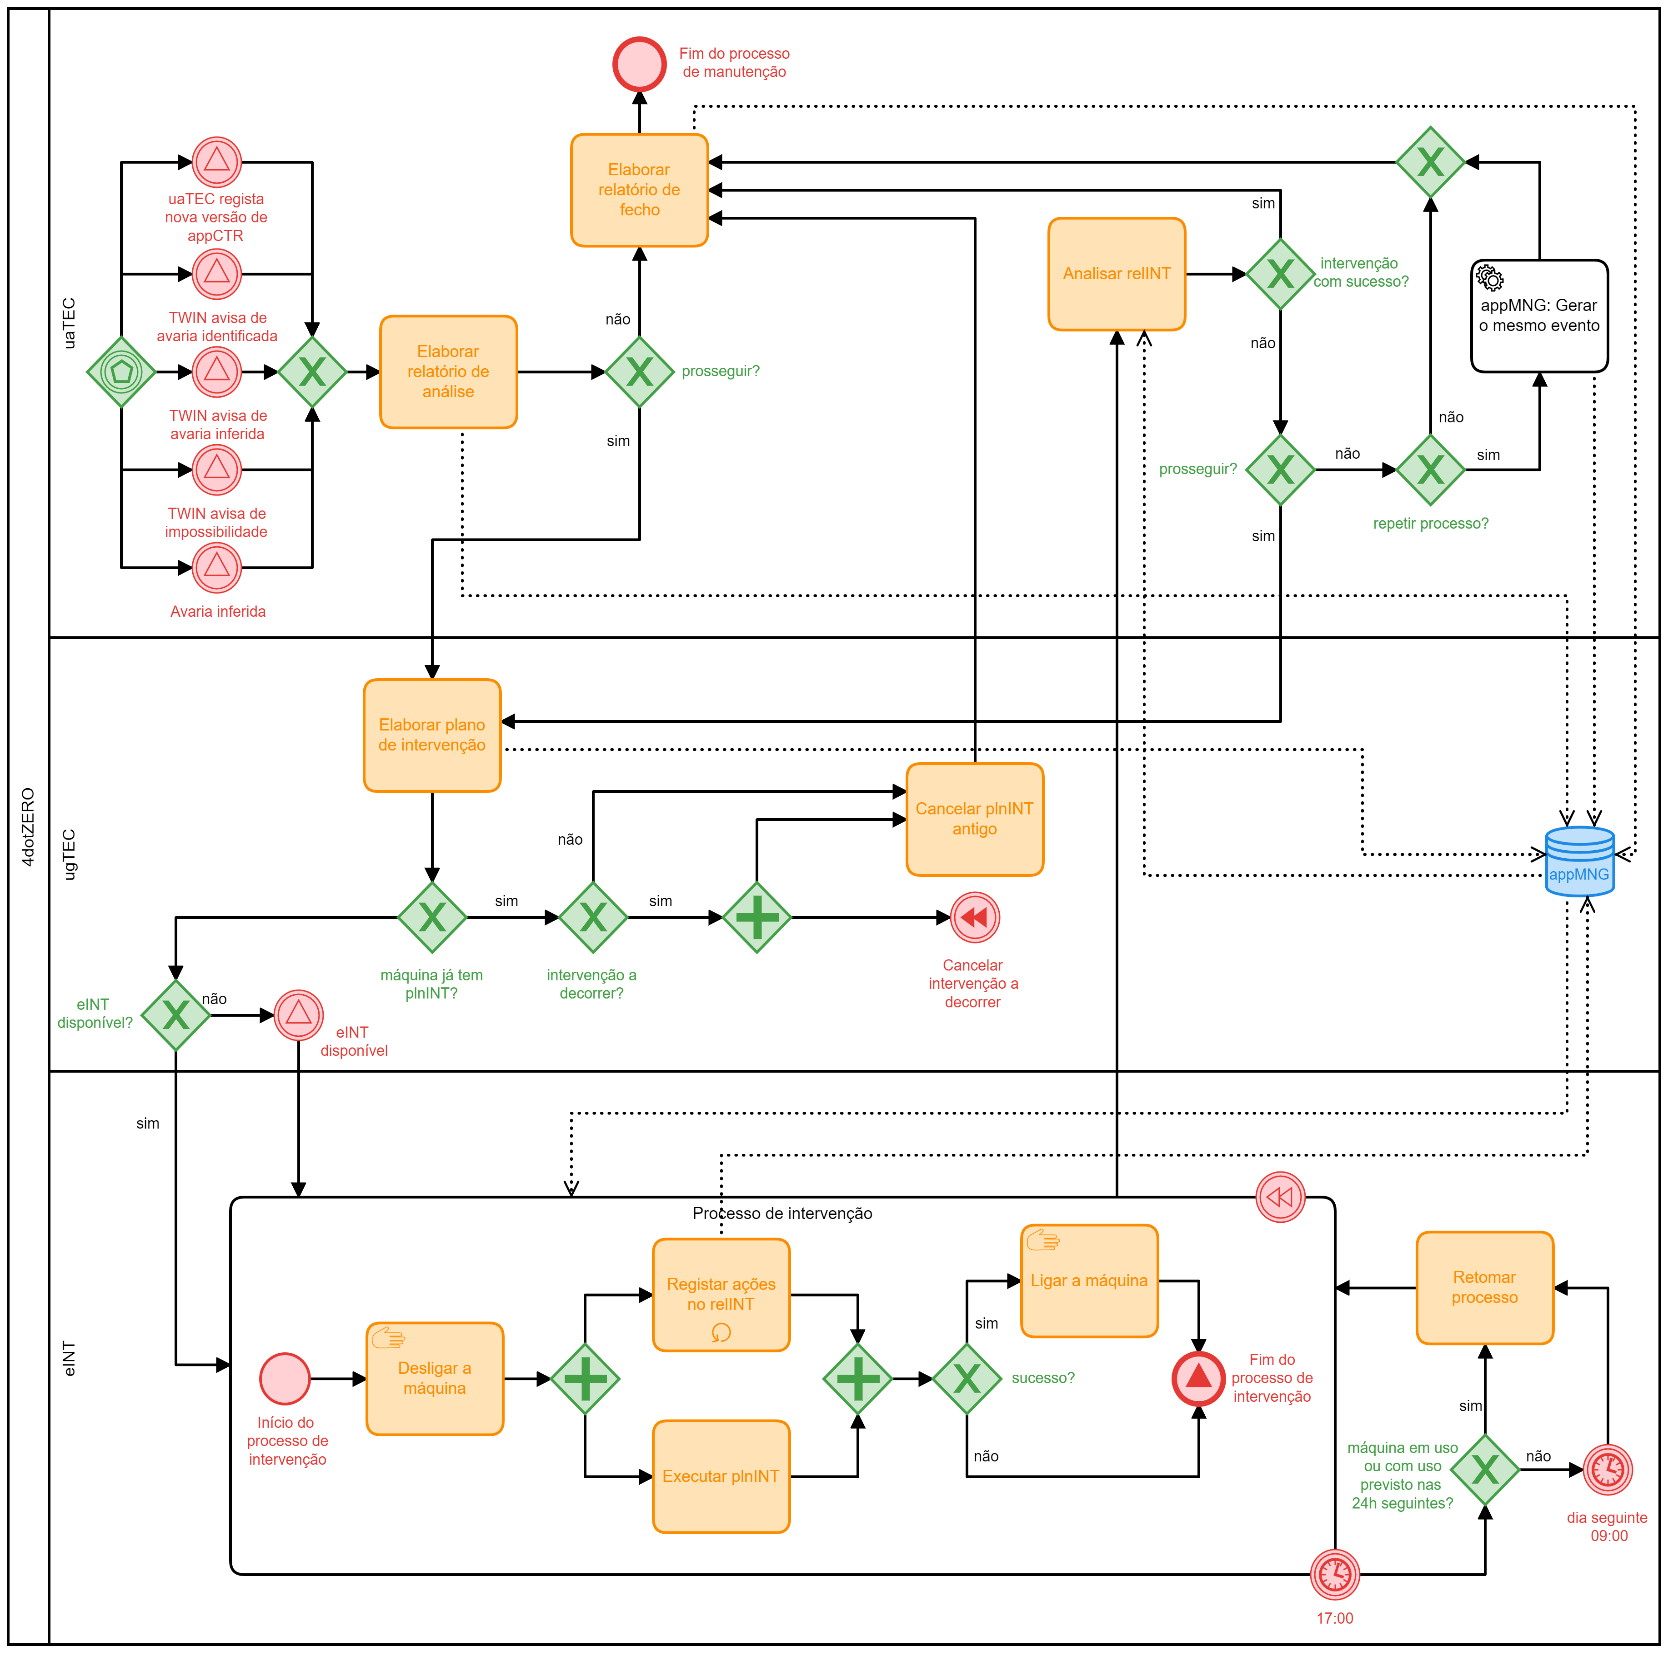 4dotZERO
uaTEC
Fim do processo
de manutenção
uaTEC regista
nova versão de
appCTR
TWIN avisa de
avaria identificada
TWIN avisa de
avaria inferida
TWIN avisa de
impossibilidade
Avaria inferida
Elaborar
relatório de
análise
prosseguir?
não
sim
Elaborar
relatório de
fecho
Analisar relINT
sim
intervenção
com sucesso?
não
prosseguir?
não
sim
repetir processo?
não
sim
appMNG: Gerar
o mesmo evento
ugTEC
Elaborar plano
de intervenção
máquina já tem
plnINT?
sim
intervenção a
decorrer?
não
sim
Cancelar plnINT
antigo
Cancelar
intervenção a
decorrer
appMNG
eINT
disponível?
não
eINT
disponível
sim
eINT
Processo de intervenção
Início do
processo de
intervenção
Desligar a
máquina
Registar ações
no relINT
Executar plnINT
sucesso?
sim
não
Ligar a máquina
Fim do
processo de
intervenção
17:00
máquina em uso
ou com uso
previsto nas
24h seguintes?
sim
não
dia seguinte
09:00
Retomar
processo